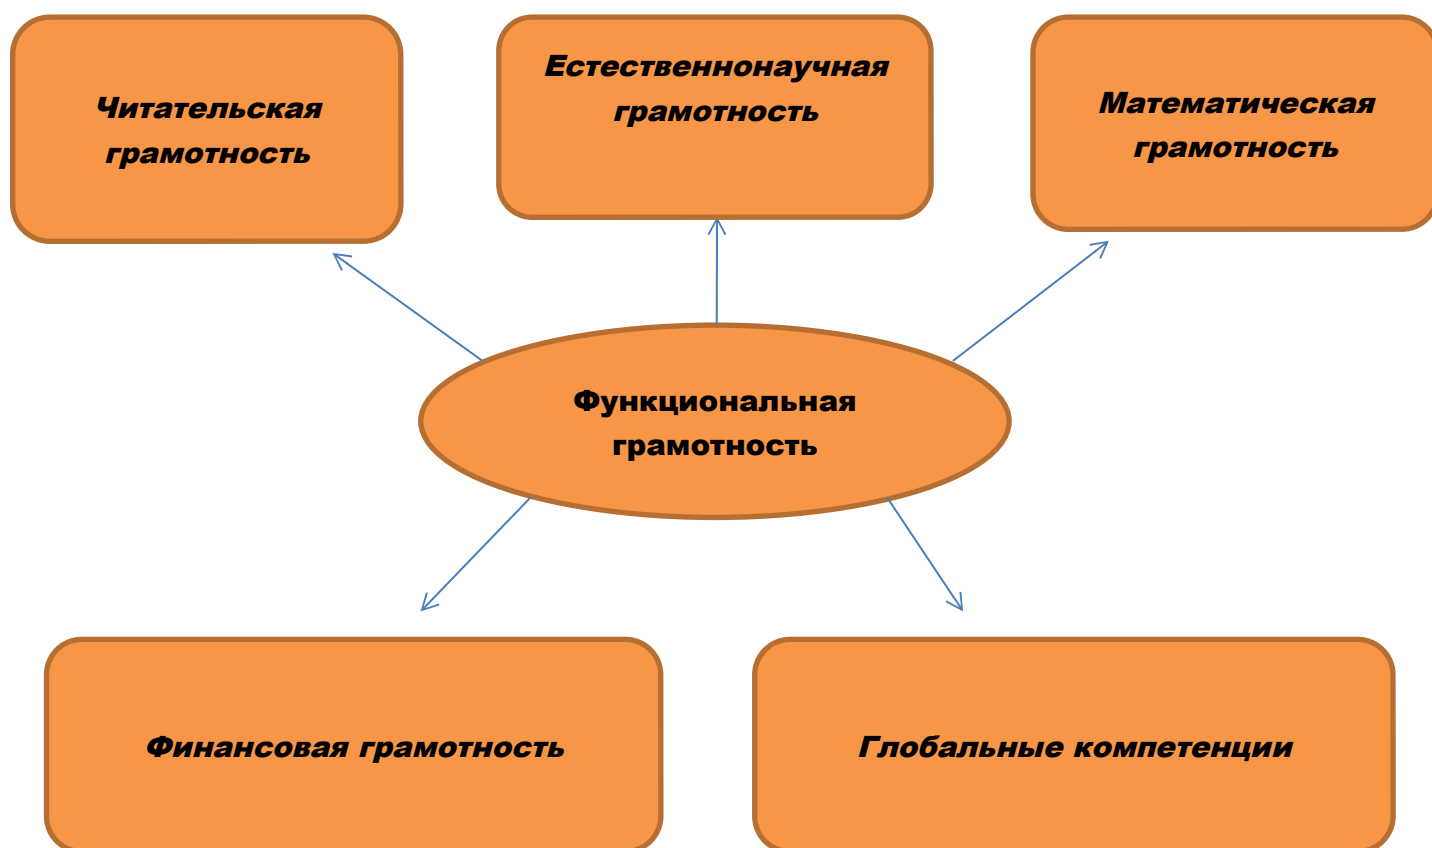 Читательская
грамотность
Естественнонаучная
грамотность
Математическая
грамотность
Функциональная
грамотность
Финансовая грамотность
Глобальные компетенции